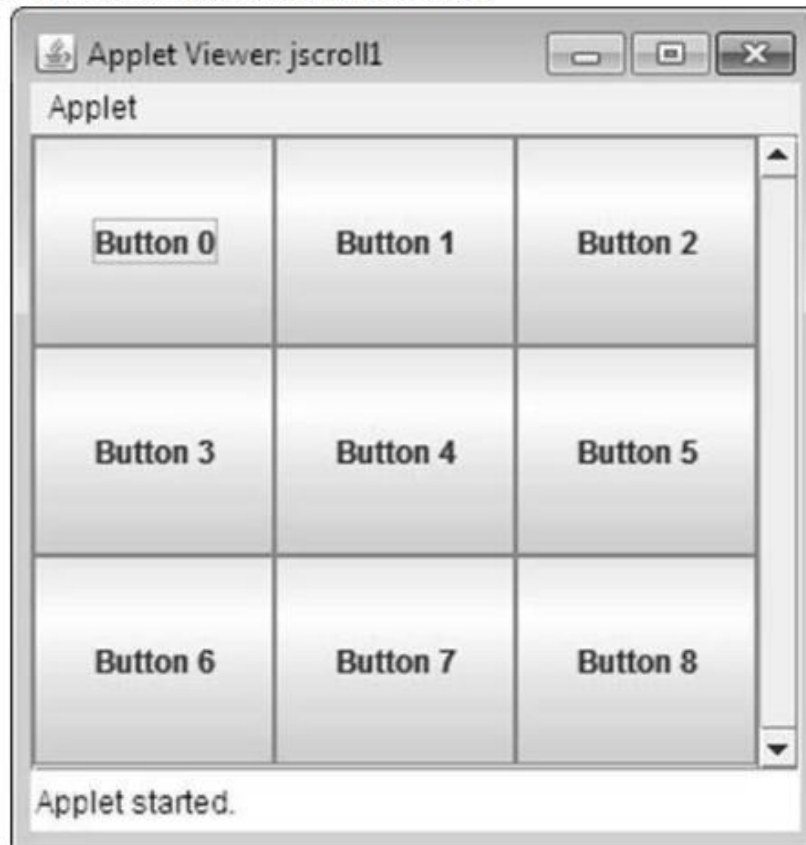 Applet Viewer: jscroll1
Applet
Button 0 Button 1 Button 2
Button 3 Button 4 Button 5
Button 6 Button 7 Button 8
Applet started.